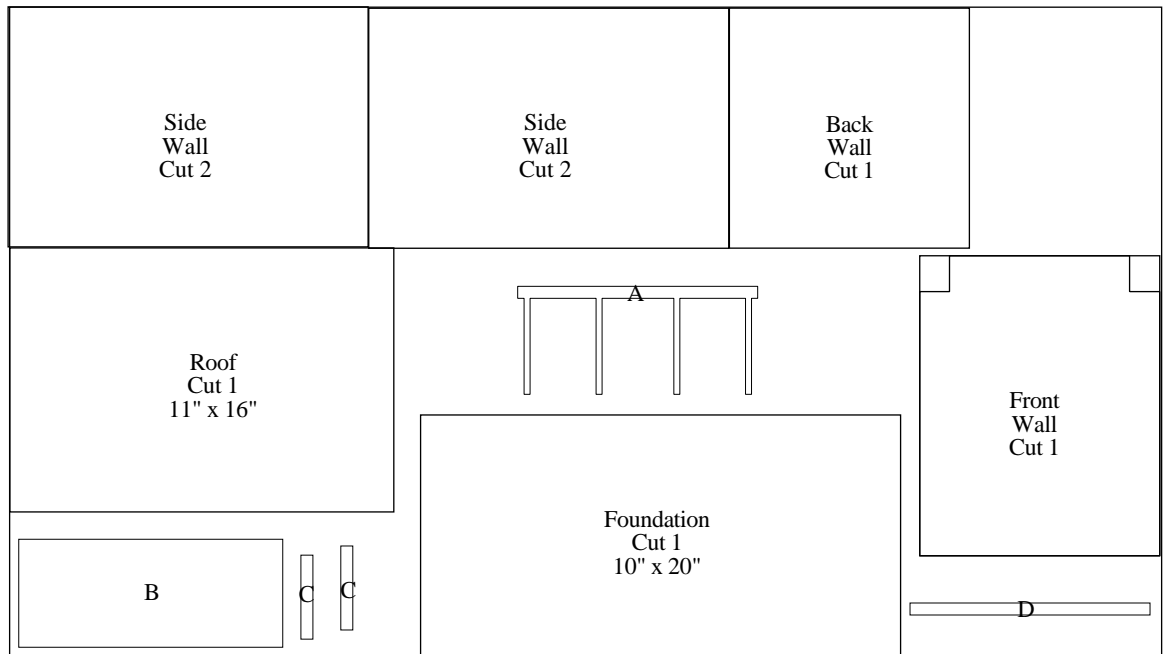 Side
Wall
Cut 2
Side
Wall
Cut 2
Back
Wall
Cut 1
A
Roof
Cut 1
11" x 16"
Front
Wall
Cut 1
Foundation
Cut 1
10" x 20"
B
C
C
D